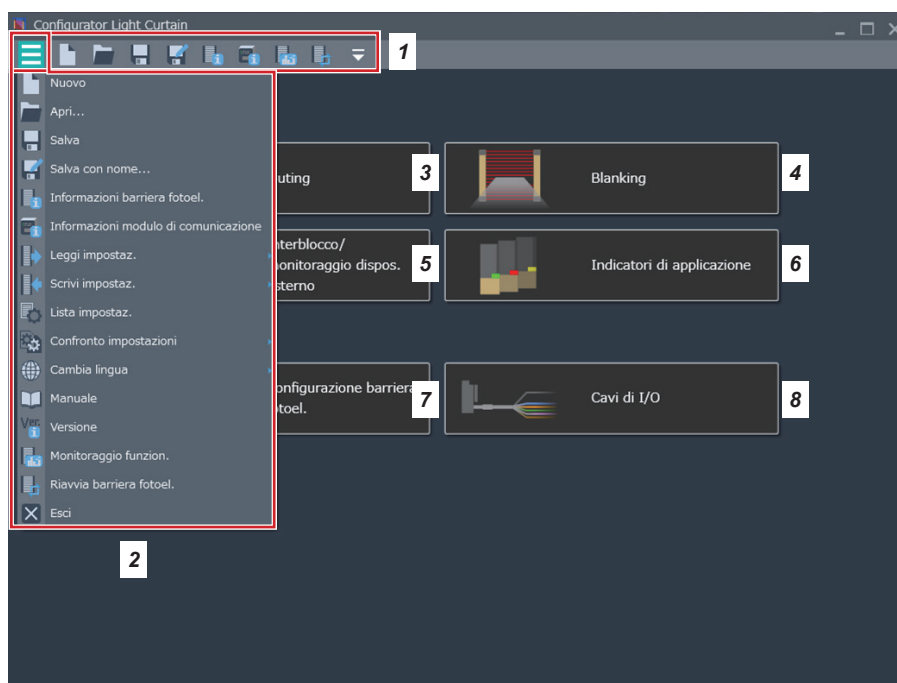 Configurator Light Curtain
1
Nuovo
Apri...
Salva
Salva con nome...
Informazioni barriera fotoel.
Informazioni modulo di comunicazione
Leggi impostaz.
Scrivi impostaz.
Lista impostaz.
Confronto impostazioni
Cambia lingua
Manuale
Versione
Monitoraggio funzion.
Riavvia barriera fotoel.
Esci
2
uting
3
Blanking
4
nterblocco/
onitoraggio dispos.
sterno
5
Indicatori di applicazione
6
onfigurazione barriera
otoel.
7
Cavi di I/O
8